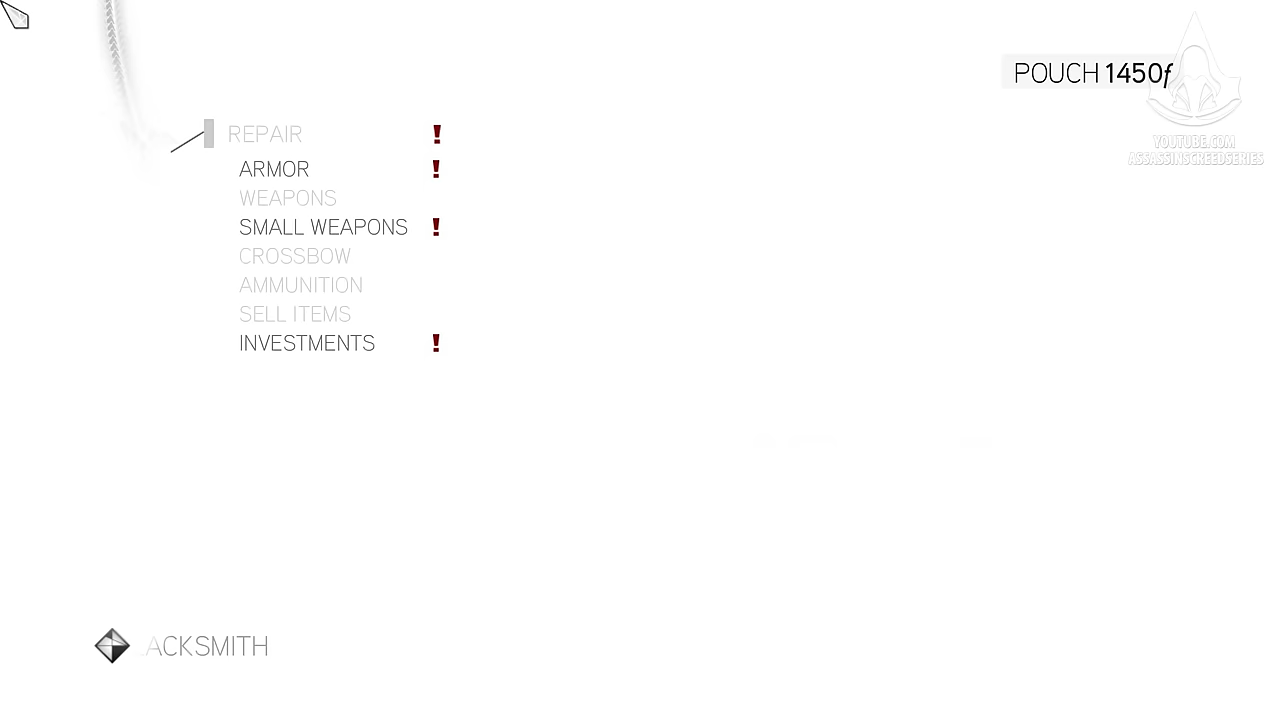 POUCH 1450f
YOUTUBE.COM
ASSASSINSCREEDSERIES
REPAIR !
ARMOR !
WEAPONS
SMALL WEAPONS !
CROSSBOW
AMMUNITION
SELL ITEMS
INVESTMENTS !
ACKSMITH